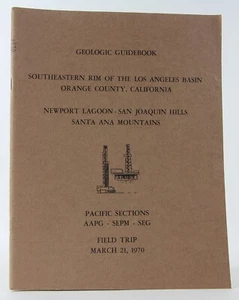 GEOLOGIC GUIDEBOOK
SOUTHEASTERN RIM OF THE LOS ANGELES BASIN
ORANGE COUNTY, CALIFORNIA
NEWPORT LAGOON-SAN JOAQUIN HILLS
SANTA ANA MOUNTAINS
PACIFIC SECTIONS
AAPG - SEPM - SEG
FIELD TRIP
MARCH 21, 1970